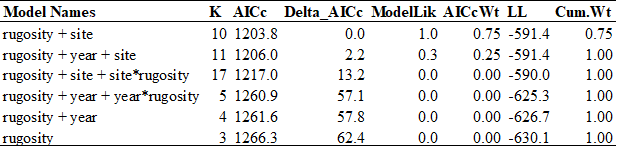 Model Names K AICc Delta_AICc ModelLik AICcWt LL Cum.Wt
rugosity + site 10 1203.8 0.0 1.0 0.75 -591.4 0.75
rugosity + year + site 11 1206.0 2.2 0.3 0.25 -591.4 1.00
rugosity + site + site*rugosity 17 1217.0 13.2 0.0 0.00 -590.0 1.00
rugosity + year + year*rugosity 5 1260.9 57.1 0.0 0.00 -625.3 1.00
rugosity + year 4 1261.6 57.8 0.0 0.00 -626.7 1.00
rugosity 3 1266.3 62.4 0.0 0.00 -630.1 1.00